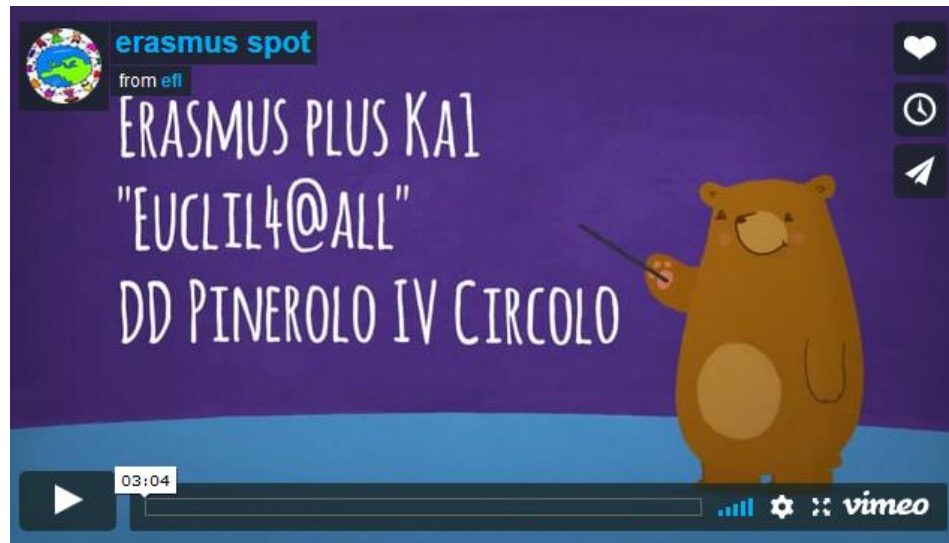 erasmus spot
from efl
ERASMUS PLUS KA1
"EUCLIL4@ALL"
DD PINEROLO IV CIRCOLO
03:04
vimeo